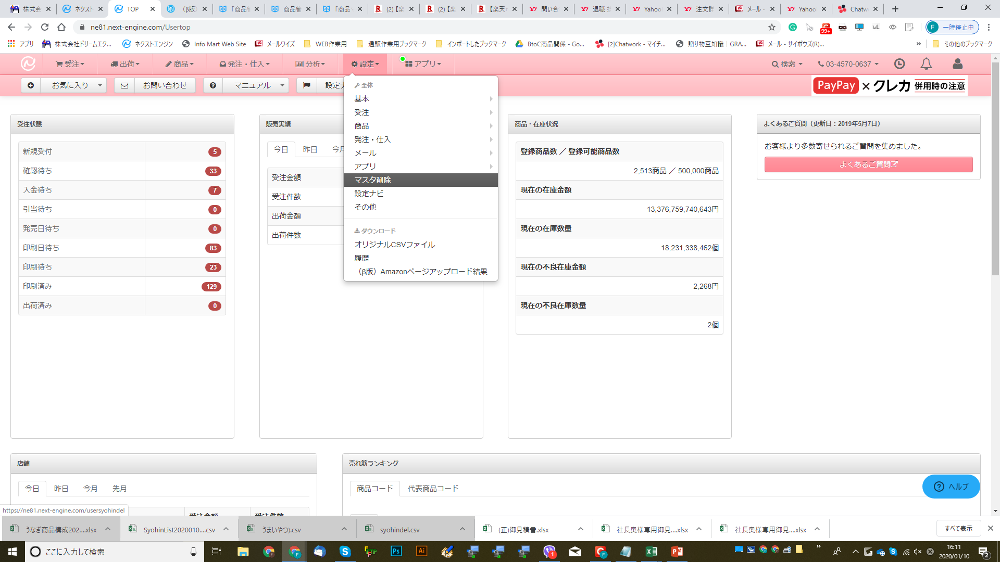 株式会
ネクスト
TOP
（β版）
「商品管
商品管
「商品マ
(2)【楽
(2)【楽
【楽天市
問い合
退職 挨
Yahoo!
注文詳
メール -
Yahoo!
Chatwo
ne81.next-engine.com/Usertop
99+
F 一時停止中
アプリ
株式会社ドリームエク...
ネクストエンジン
Info Mart Web Site
メールワイズ
WEB作業用
通販作業用ブックマーク
インポートしたブックマーク
BtoC商品関係 - Go...
[2]Chatwork - マイチ...
贈り物豆知識｜GRA...
メール - サイボウズ(R)...
»
その他のブックマーク
受注
出荷
商品
発注・仕入
分析
設定
アプリ
検索
03-4570-0637
お気に入り
お問い合わせ
マニュアル
設定ナ
PayPay×クレカ 併用時の注意
全体
基本
受注
商品
発注・仕入
メール
アプリ
マスタ削除
設定ナビ
その他
ダウンロード
オリジナルCSVファイル
履歴
（β版）Amazonページアップロード結果
受注状態
新規受付 5
確認待ち 33
入金待ち 7
引当待ち 0
発売日待ち 0
印刷日待ち 83
印刷待ち 23
印刷済み 129
出荷済み 0
販売実績
今日 昨日 今月
受注金額
受注件数
出荷金額
出荷件数
商品・在庫状況
登録商品数 ／ 登録可能商品数
2,513商品 ／ 500,000商品
現在の在庫金額
13,376,759,740,643円
現在の在庫数量
18,231,338,462個
現在の不良在庫金額
2,268円
現在の不良在庫数量
2個
よくあるご質問（更新日：2019年5月7日）
お客様より多数寄せられるご質問を集めました。
よくあるご質問
店舗
今日 昨日 今月 先月
受注金額 受注件数
売れ筋ランキング
商品コード 代表商品コード
ヘルプ
https://ne81.next-engine.com/usersyohindel
うなぎ商品構成202....xlsx
SyohinList2020010....csv
うまいやつ).csv
syohindel.csv
(正)御見積書.xlsx
社長奥様専用御見....xlsx
社長奥様専用御見....xlsx
すべて表示
ここに入力して検索
16:11
2020/01/10
2